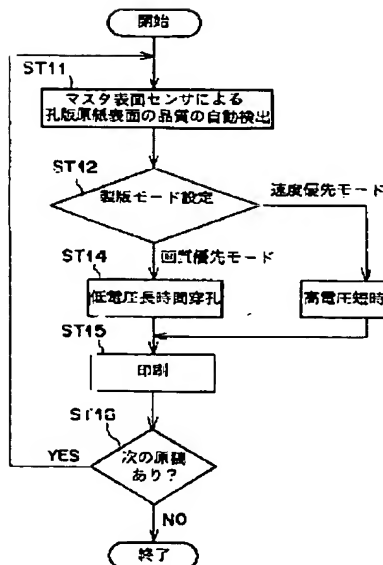 開始
ST11
マスタ表面センサによる
孔版原紙表面の品質の自動検出
ST12
製版モード設定
速度優先モード
画質優先モード
ST14
低電圧長時間穿孔
高電圧短時
ST15
印刷
ST16
次の原稿
あり?
YES
NO
終了